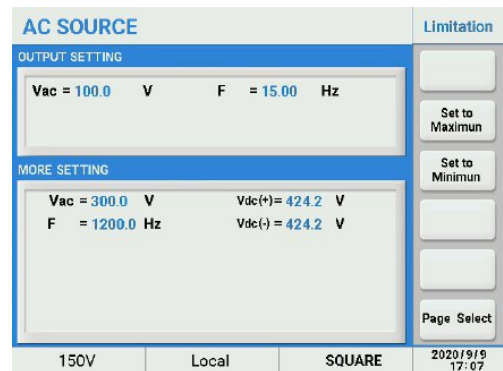 AC SOURCE
Limitation
OUTPUT SETTING
Vac = 100.0 V F = 15.00 Hz
Set to
Maximun
Set to
Minimun
MORE SETTING
Vac = 300.0 V Vdc(+)= 424.2 V
F = 1200.0 Hz Vdc(-) = 424.2 V
Page Select
150V Local SQUARE 2020/9/9
17:07